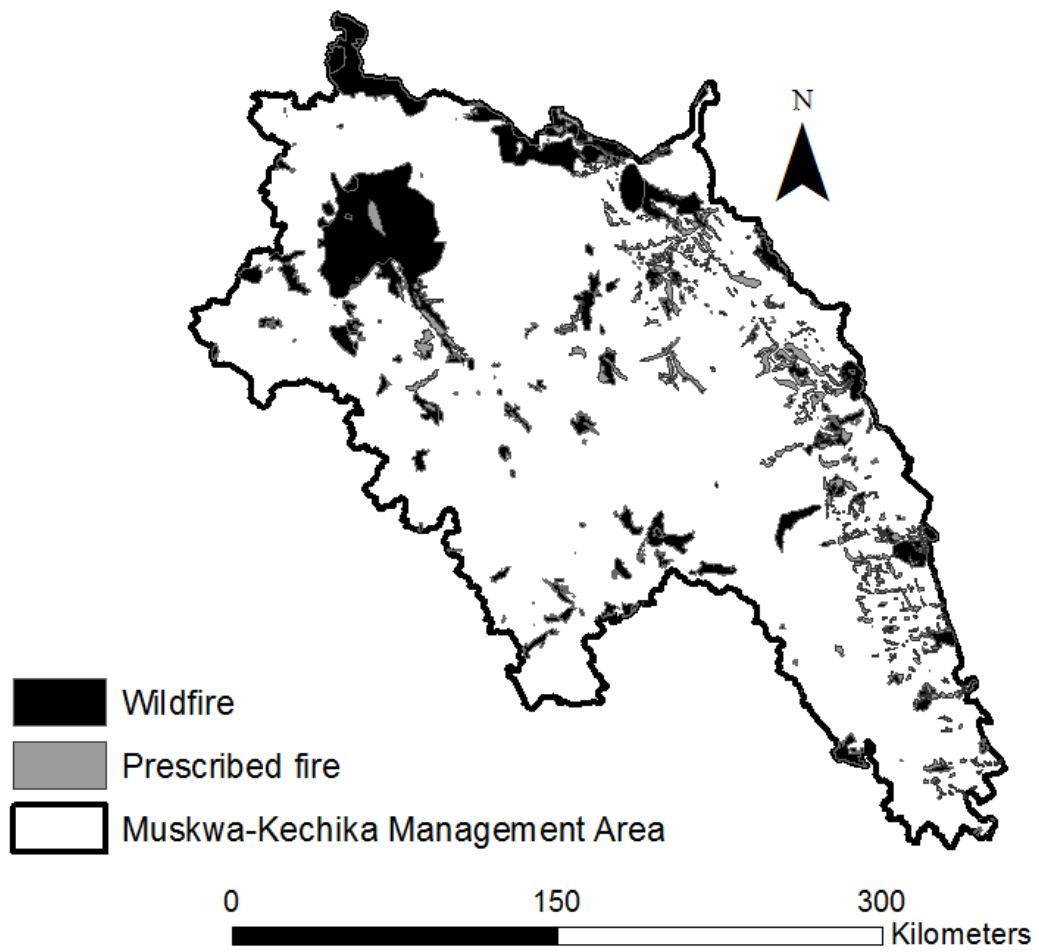 N
Wildfire
Prescribed fire
Muskwa-Kechika Management Area
0 150 300
Kilometers